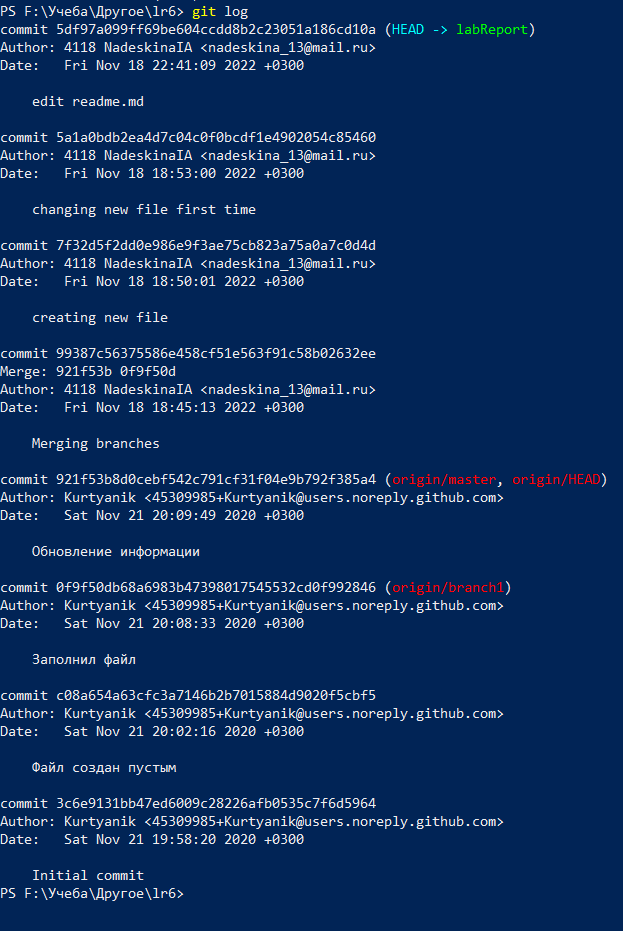 PS F:\Учеба\Другое\lr6> git log
commit 5df97a099ff69be604ccdd8b2c23051a186cd10a (HEAD -> labReport)
Author: 4118 NadeskinaIA <nadeskina_13@mail.ru>
Date:   Fri Nov 18 22:41:09 2022 +0300
edit readme.md
commit 5a1a0bdb2ea4d7c04c0f0bcdf1e4902054c85460
Author: 4118 NadeskinaIA <nadeskina_13@mail.ru>
Date:   Fri Nov 18 18:53:00 2022 +0300
changing new file first time
commit 7f32d5f2dd0e986e9f3ae75cb823a75a0a7c0d4d
Author: 4118 NadeskinaIA <nadeskina_13@mail.ru>
Date:   Fri Nov 18 18:50:01 2022 +0300
creating new file
commit 99387c56375586e458cf51e563f91c58b02632ee
Merge: 921f53b 0f9f50d
Author: 4118 NadeskinaIA <nadeskina_13@mail.ru>
Date:   Fri Nov 18 18:45:13 2022 +0300
Merging branches
commit 921f53b8d0cebf542c791cf31f04e9b792f385a4 (origin/master, origin/HEAD)
Author: Kurtyanik <45309985+Kurtyanik@users.noreply.github.com>
Date:   Sat Nov 21 20:09:49 2020 +0300
Обновление информации
commit 0f9f50db68a6983b47398017545532cd0f992846 (origin/branch1)
Author: Kurtyanik <45309985+Kurtyanik@users.noreply.github.com>
Date:   Sat Nov 21 20:08:33 2020 +0300
Заполнил файл
commit c08a654a63cfc3a7146b2b7015884d9020f5cbf5
Author: Kurtyanik <45309985+Kurtyanik@users.noreply.github.com>
Date:   Sat Nov 21 20:02:16 2020 +0300
Файл создан пустым
commit 3c6e9131bb47ed6009c28226afb0535c7f6d5964
Author: Kurtyanik <45309985+Kurtyanik@users.noreply.github.com>
Date:   Sat Nov 21 19:58:20 2020 +0300
Initial commit
PS F:\Учеба\Другое\lr6>